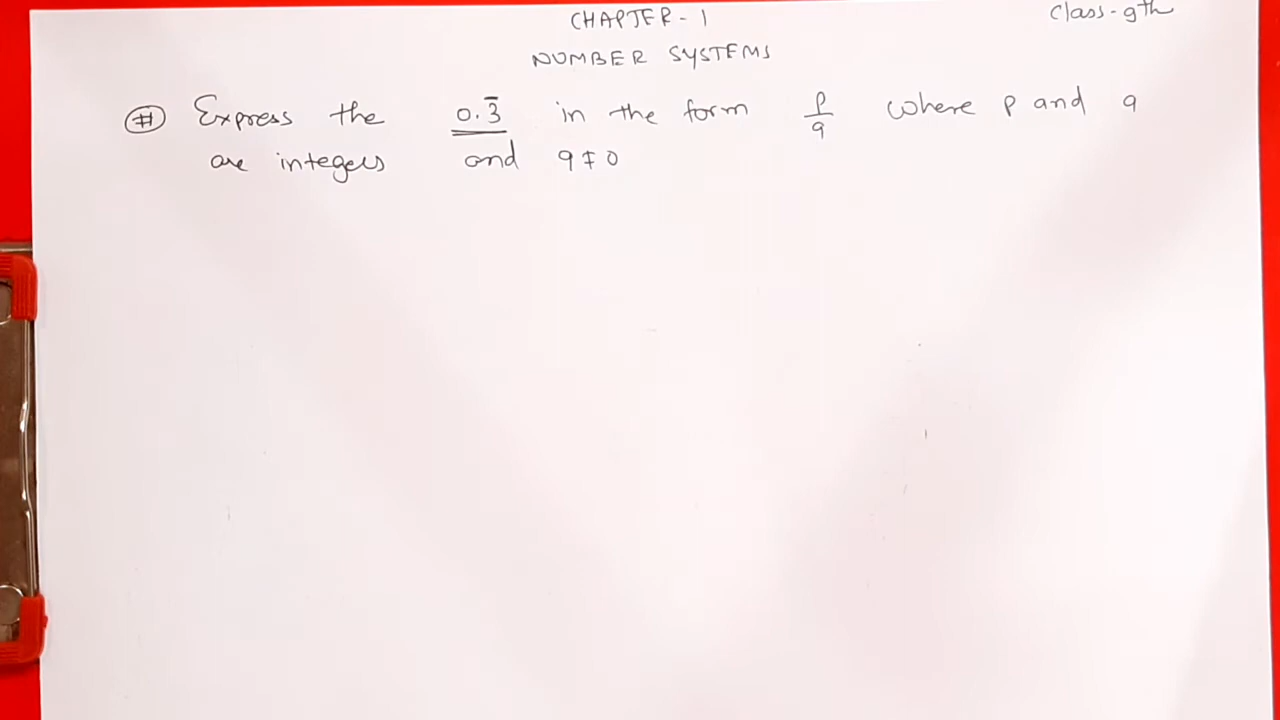 CHAPTER - 1
Class - 9th
NUMBER SYSTEMS
# Express the 0.3̅ in the form p/q where p and q
are integers and q ≠ 0